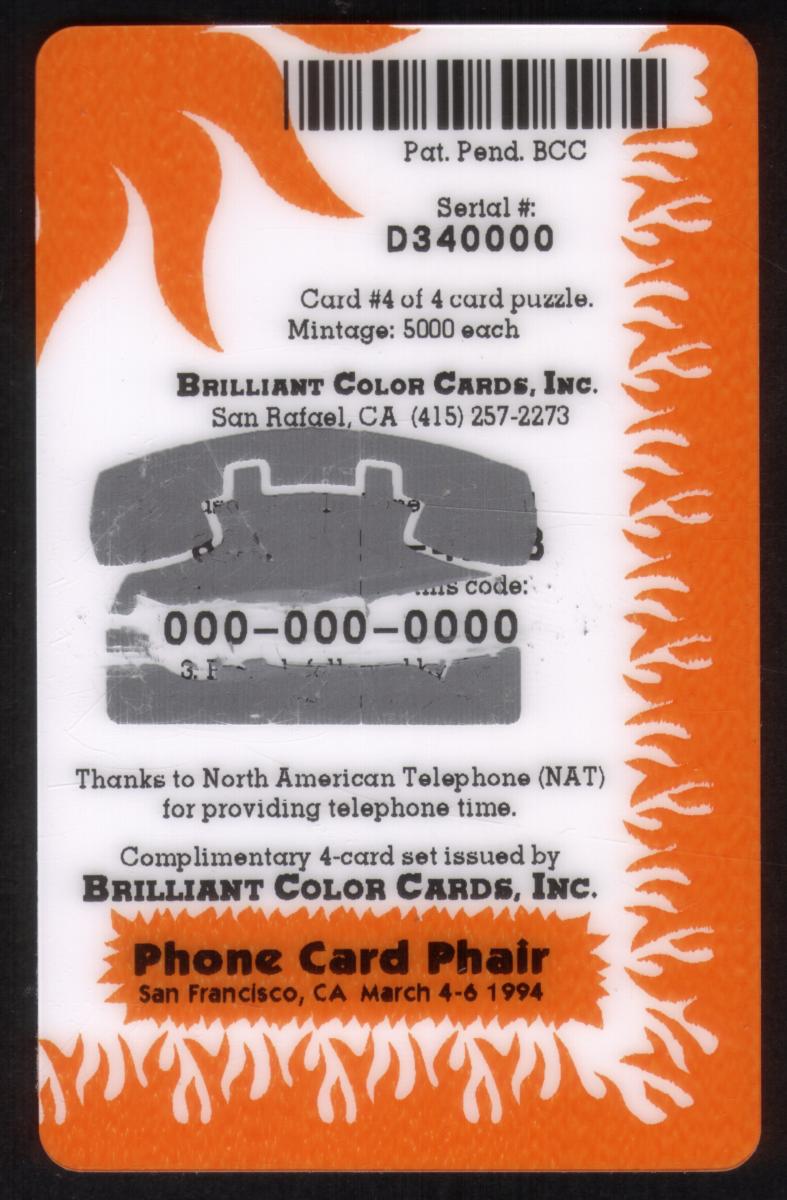 Pat. Pend. BCC
Serial #:
D340000
Card #4 of 4 card puzzle.
Mintage: 5000 each
BRILLIANT COLOR CARDS, INC.
San Rafael, CA (415) 257-2273
code:
000-000-0000
3.
Thanks to North American Telephone (NAT)
for providing telephone time.
Complimentary 4-card set issued by
BRILLIANT COLOR CARDS, INC.
Phone Card Phair
San Francisco, CA March 4-6 1994